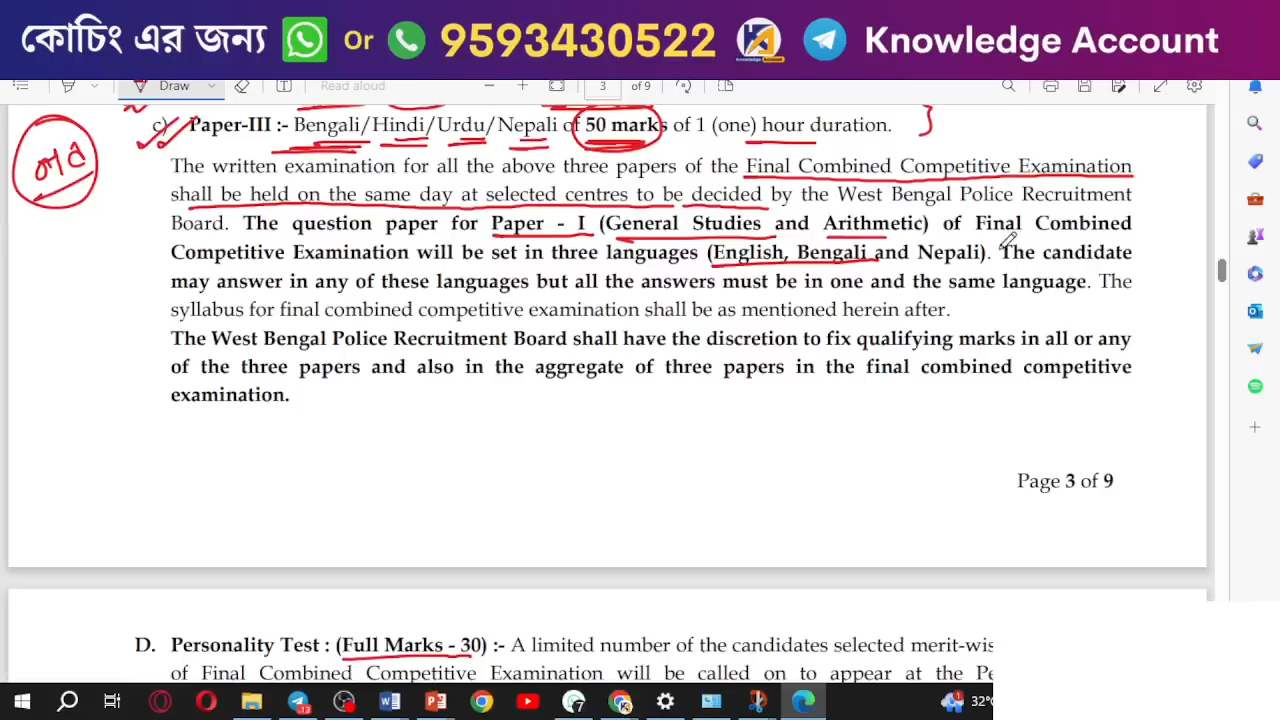 কোচিং এর জন্য Or 9593430522 Knowledge Account
Draw Read aloud 3 of 9
c) Paper-III :- Bengali/Hindi/Urdu/Nepali of 50 marks of 1 (one) hour duration.
The written examination for all the above three papers of the Final Combined Competitive Examination
shall be held on the same day at selected centres to be decided by the West Bengal Police Recruitment
Board. The question paper for Paper - I (General Studies and Arithmetic) of Final Combined
Competitive Examination will be set in three languages (English, Bengali and Nepali). The candidate
may answer in any of these languages but all the answers must be in one and the same language. The
syllabus for final combined competitive examination shall be as mentioned herein after.
The West Bengal Police Recruitment Board shall have the discretion to fix qualifying marks in all or any
of the three papers and also in the aggregate of three papers in the final combined competitive
examination.
Page 3 of 9
D. Personality Test : (Full Marks - 30) :- A limited number of the candidates selected merit-wis
of Final Combined Competitive Examination will be called on to appear at the Pe
32°